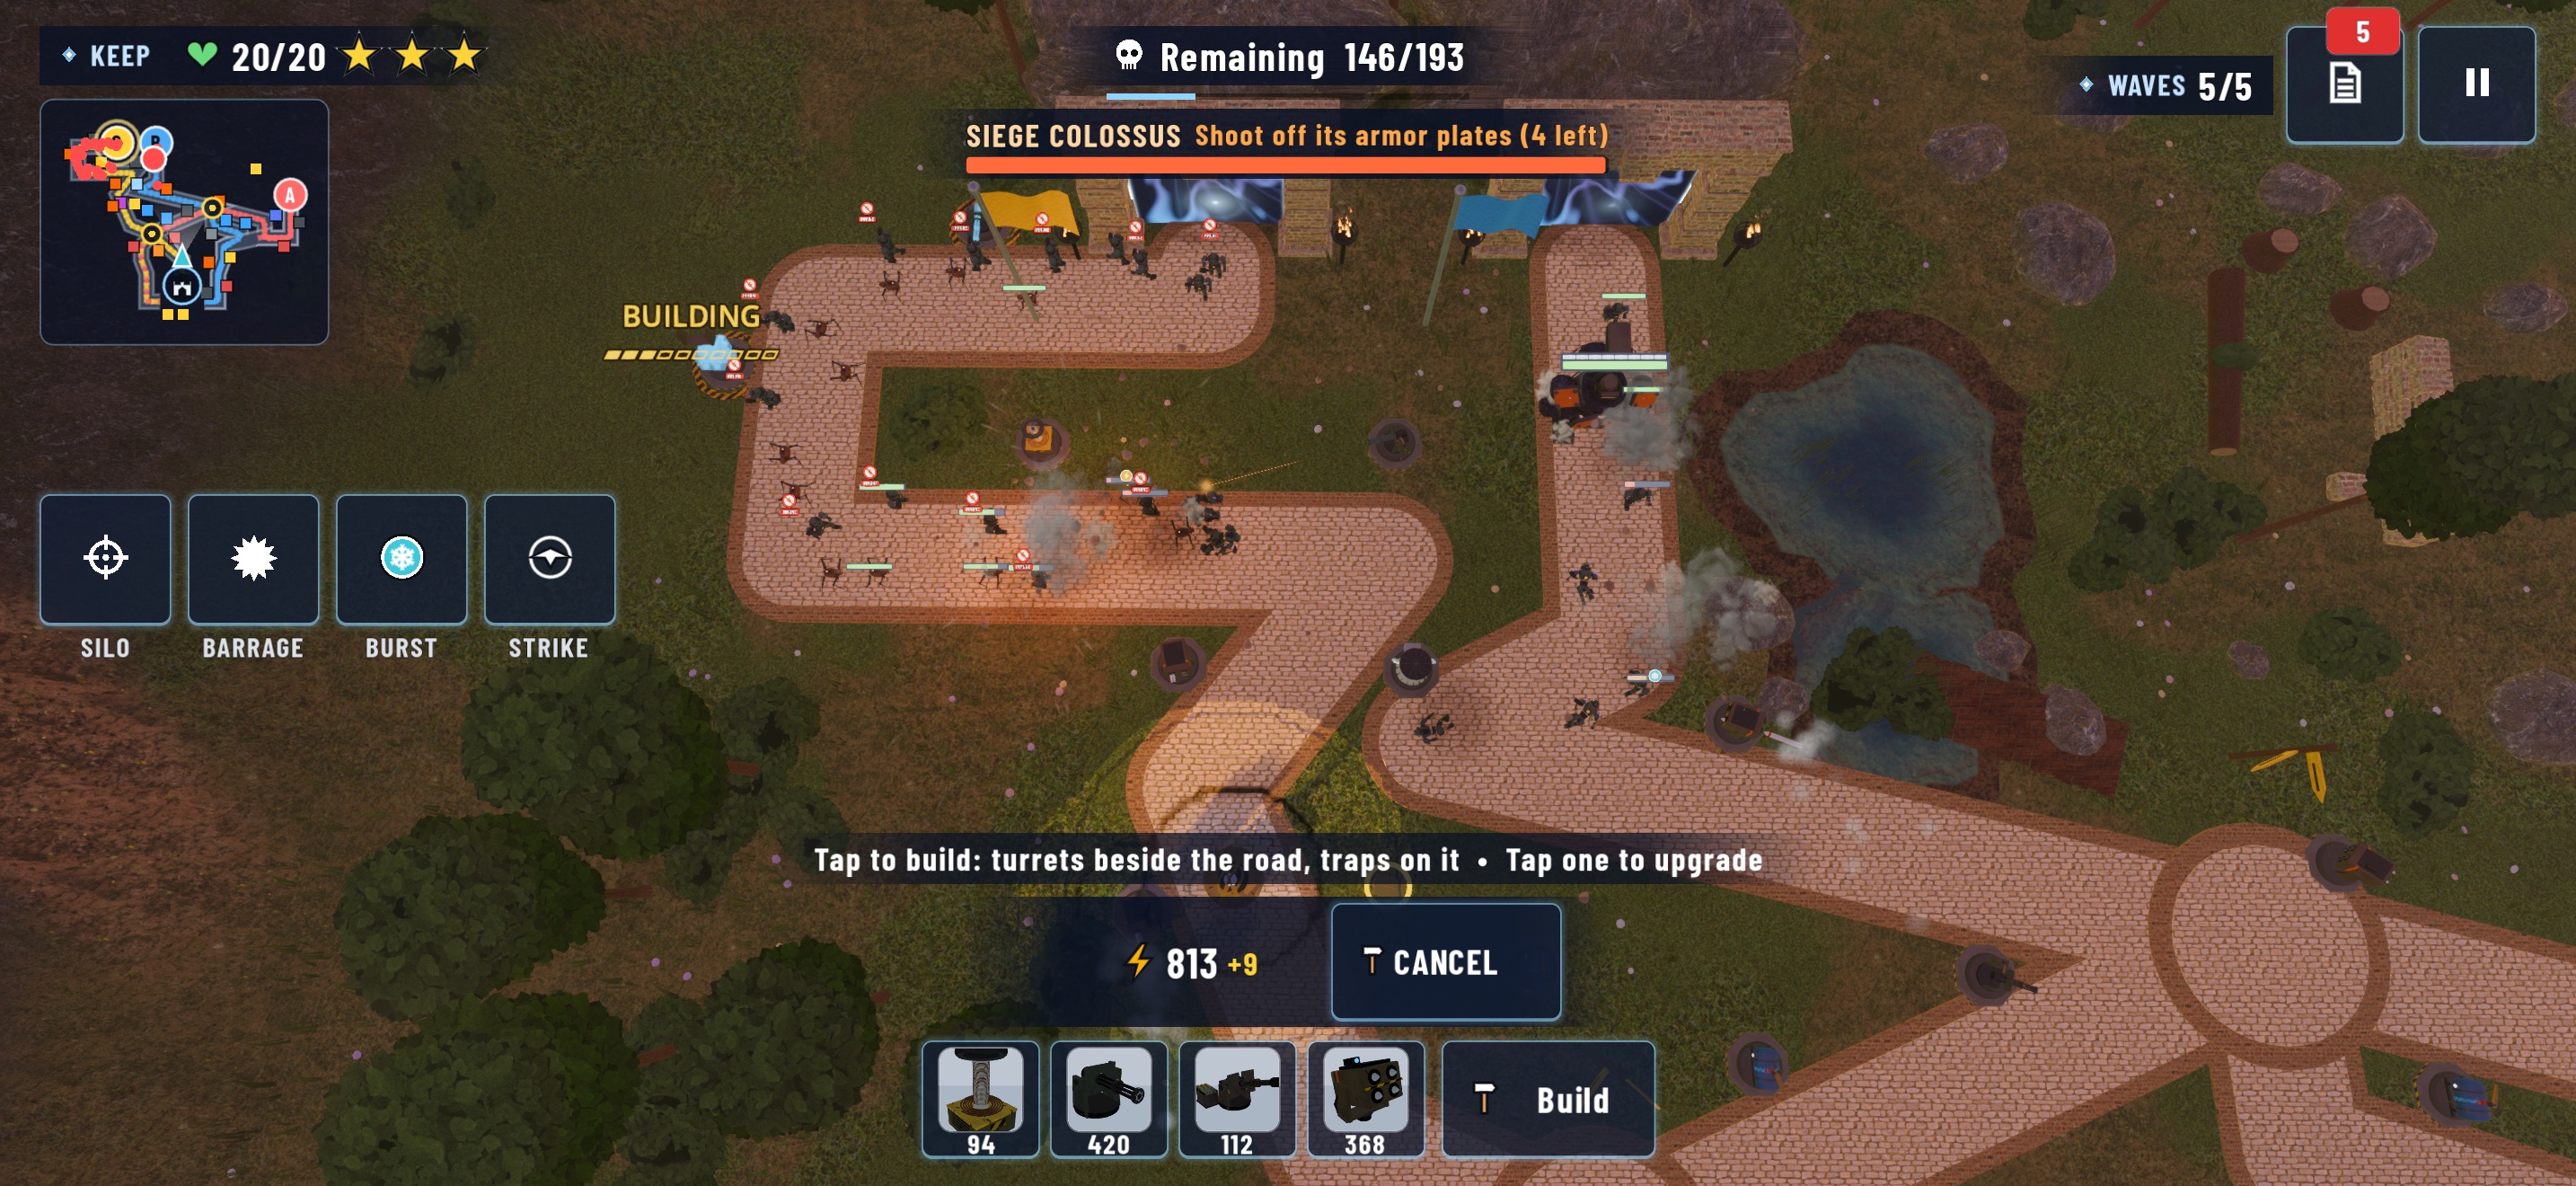 KEEP 20/20
Remaining 146/193
WAVES 5/5
5
SIEGE COLOSSUS Shoot off its armor plates (4 left)
A
BUILDING
SILO
BARRAGE
BURST
STRIKE
Tap to build: turrets beside the road, traps on it • Tap one to upgrade
813 +9
CANCEL
94
420
112
368
Build